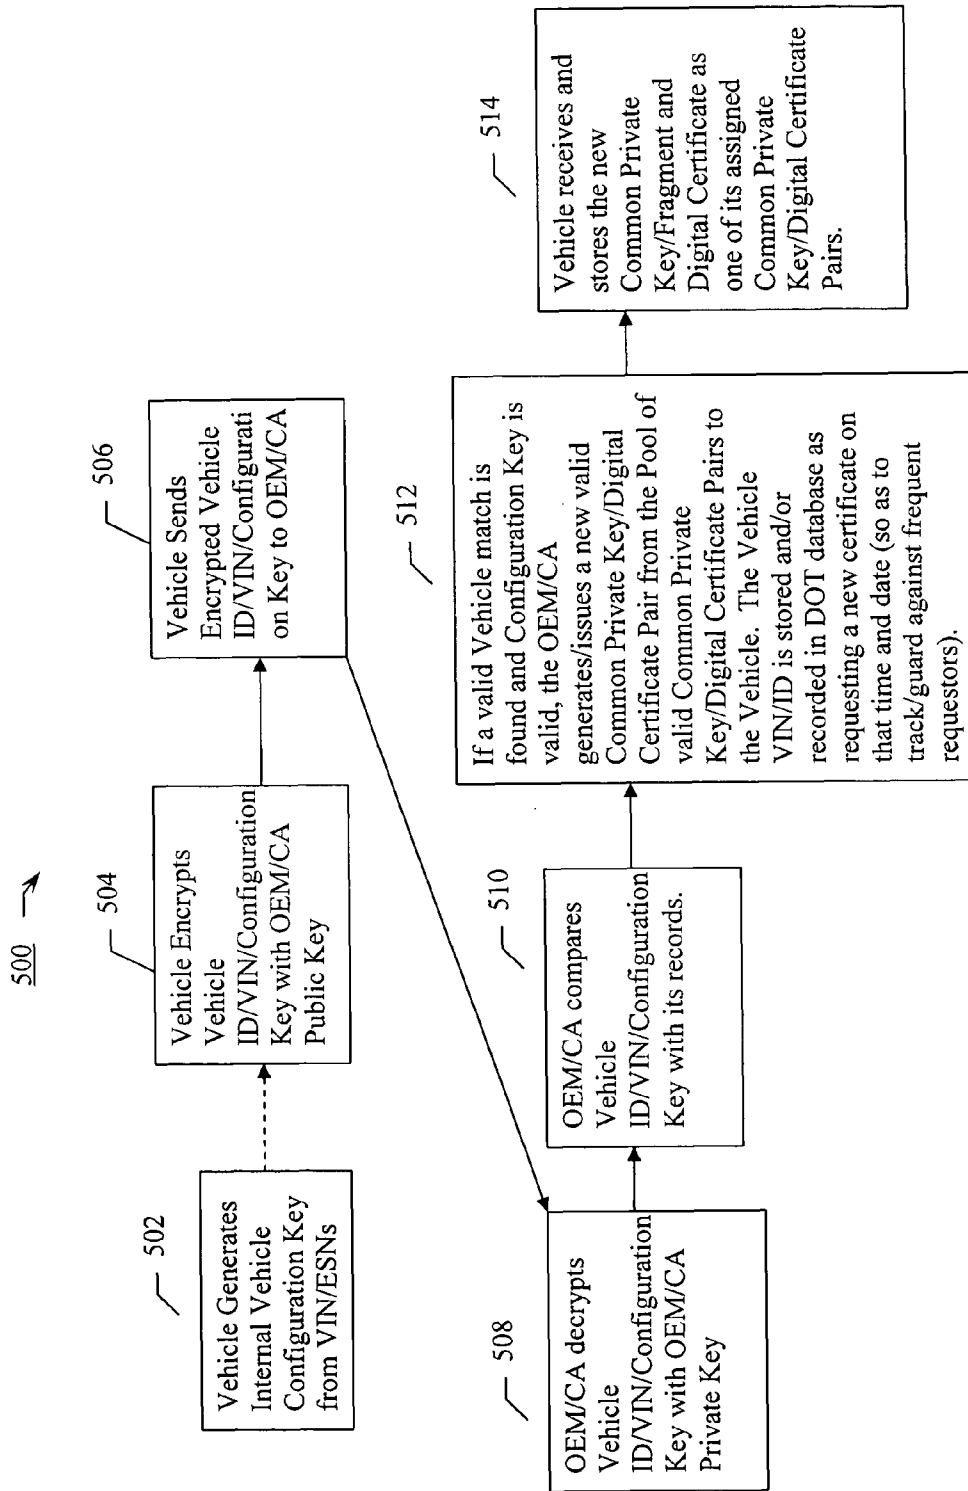 500
502
Vehicle Generates
Internal Vehicle
Configuration Key
from VIN/ESNs
504
Vehicle Encrypts
Vehicle
ID/VIN/Configuration
Key with OEM/CA
Public Key
506
Vehicle Sends
Encrypted Vehicle
ID/VIN/Configurati
on Key to OEM/CA
508
OEM/CA decrypts
Vehicle
ID/VIN/Configuration
Key with OEM/CA
Private Key
510
OEM/CA compares
Vehicle
ID/VIN/Configuration
Key with its records.
512
If a valid Vehicle match is
found and Configuration Key is
valid, the OEM/CA
generates/issues a new valid
Common Private Key/Digital
Certificate Pair from the Pool of
valid Common Private
Key/Digital Certificate Pairs to
the Vehicle. The Vehicle
VIN/ID is stored and/or
recorded in DOT database as
requesting a new certificate on
that time and date (so as to
track/guard against frequent
requestors).
514
Vehicle receives and
stores the new
Common Private
Key/Fragment and
Digital Certificate as
one of its assigned
Common Private
Key/Digital Certificate
Pairs.